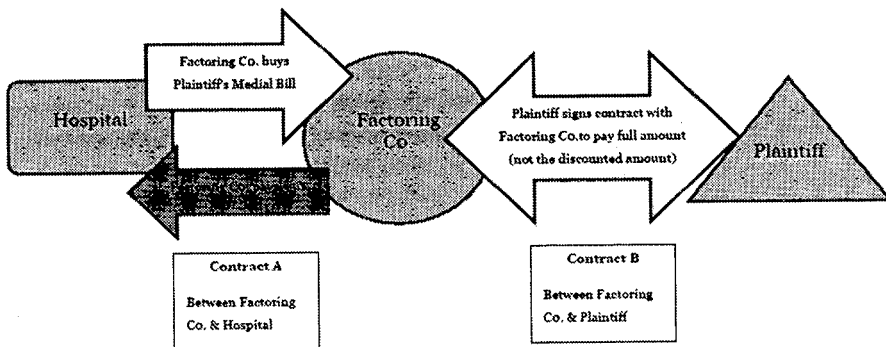 Factoring Co. buys
Plaintiff's Medial Bill
Hospital
Factoring
Co.
Plaintiff signs contract with
Factoring Co. to pay full amount
(not the discounted amount)
Plaintiff
Contract A
Between Factoring
Co. & Hospital
Contract B
Between Factoring
Co. & Plaintiff